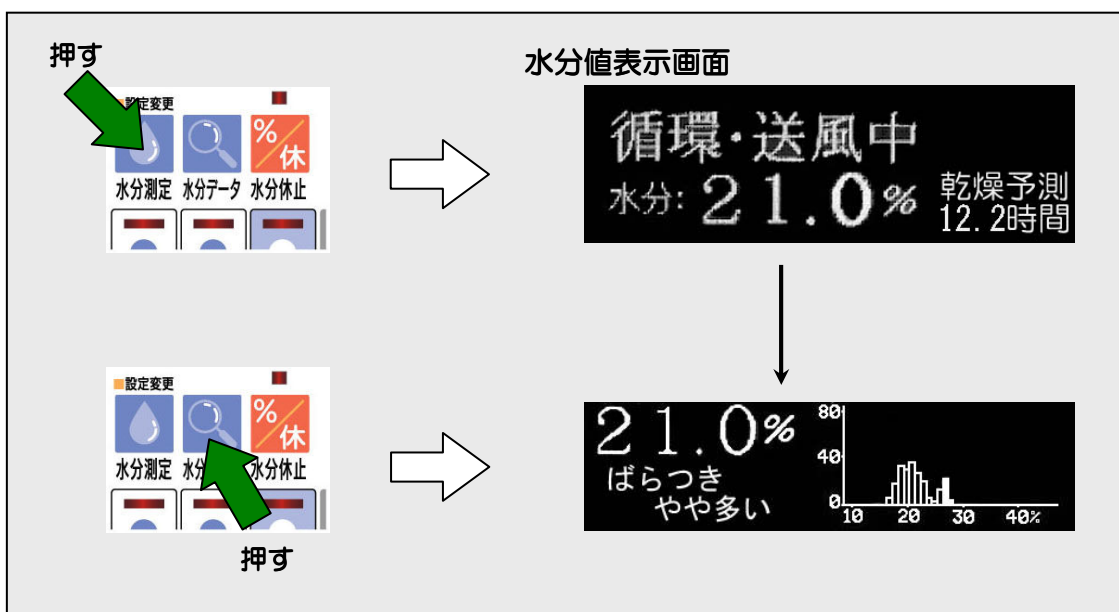 押す
■設定変更
水分測定 水分データ 水分休止
%/休
水分値表示画面
循環・送風中
水分: 21.0%
乾燥予測
12.2時間
■設定変更
%/休
水分測定 水分 水分休止
押す
21.0%
ばらつき
やや多い
80
40
0
10 20 30 40%